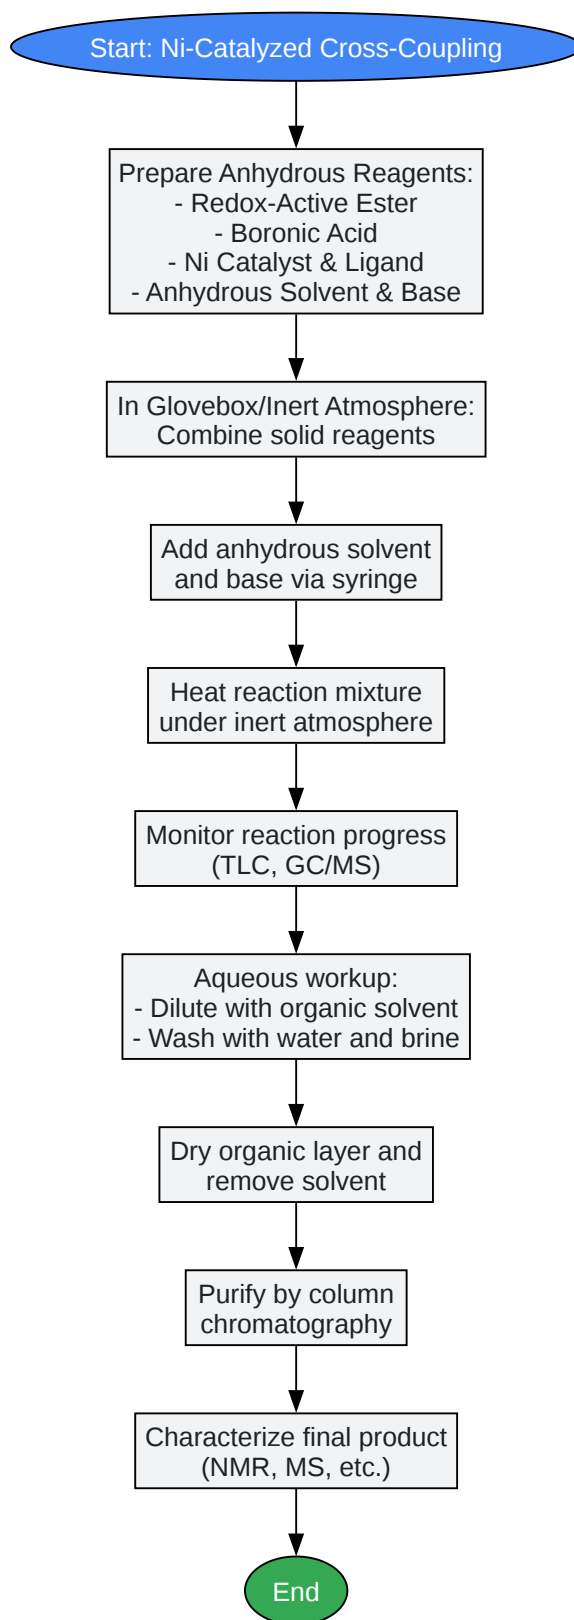 Start: Ni-Catalyzed Cross-Coupling
Prepare Anhydrous Reagents:
- Redox-Active Ester
- Boronic Acid
- Ni Catalyst & Ligand
- Anhydrous Solvent & Base
In Glovebox/Inert Atmosphere:
Combine solid reagents
Add anhydrous solvent
and base via syringe
Heat reaction mixture
under inert atmosphere
Monitor reaction progress
(TLC, GC/MS)
Aqueous workup:
- Dilute with organic solvent
- Wash with water and brine
Dry organic layer and
remove solvent
Purify by column
chromatography
Characterize final product
(NMR, MS, etc.)
End